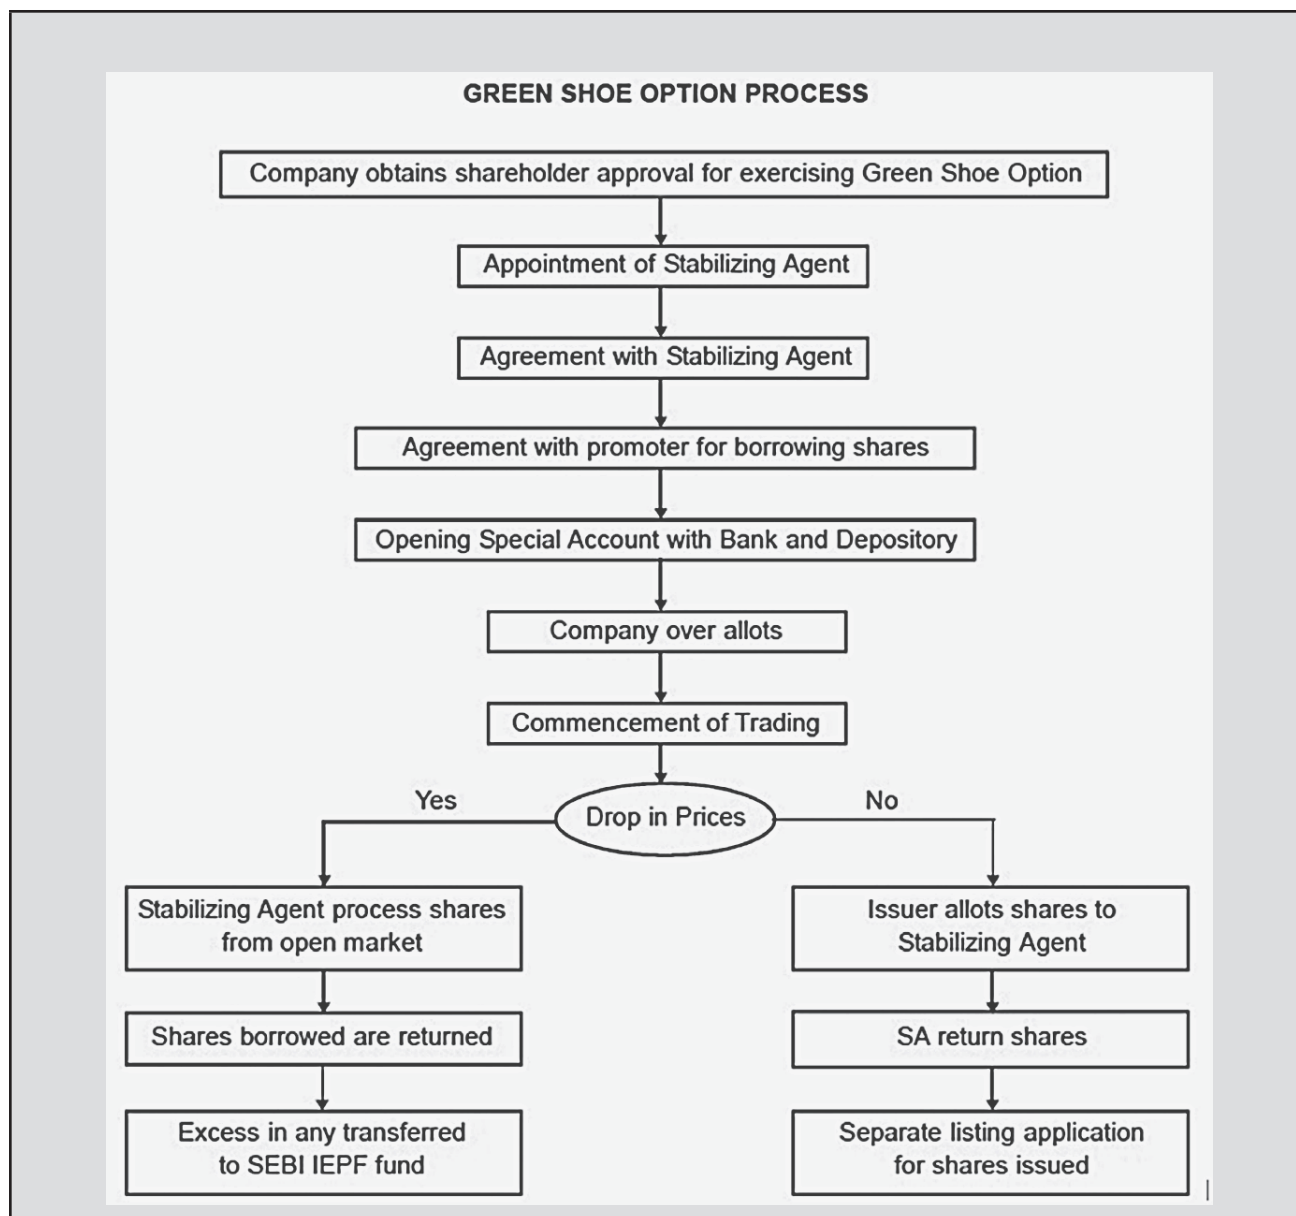 GREEN SHOE OPTION PROCESS
Company obtains shareholder approval for exercising Green Shoe Option
Appointment of Stabilizing Agent
Agreement with Stabilizing Agent
Agreement with promoter for borrowing shares
Opening Special Account with Bank and Depository
Company over allots
Commencement of Trading
Yes
Drop in Prices
No
Stabilizing Agent process shares
from open market
Shares borrowed are returned
Excess in any transferred
to SEBI IEPF fund
Issuer allots shares to
Stabilizing Agent
SA return shares
Separate listing application
for shares issued